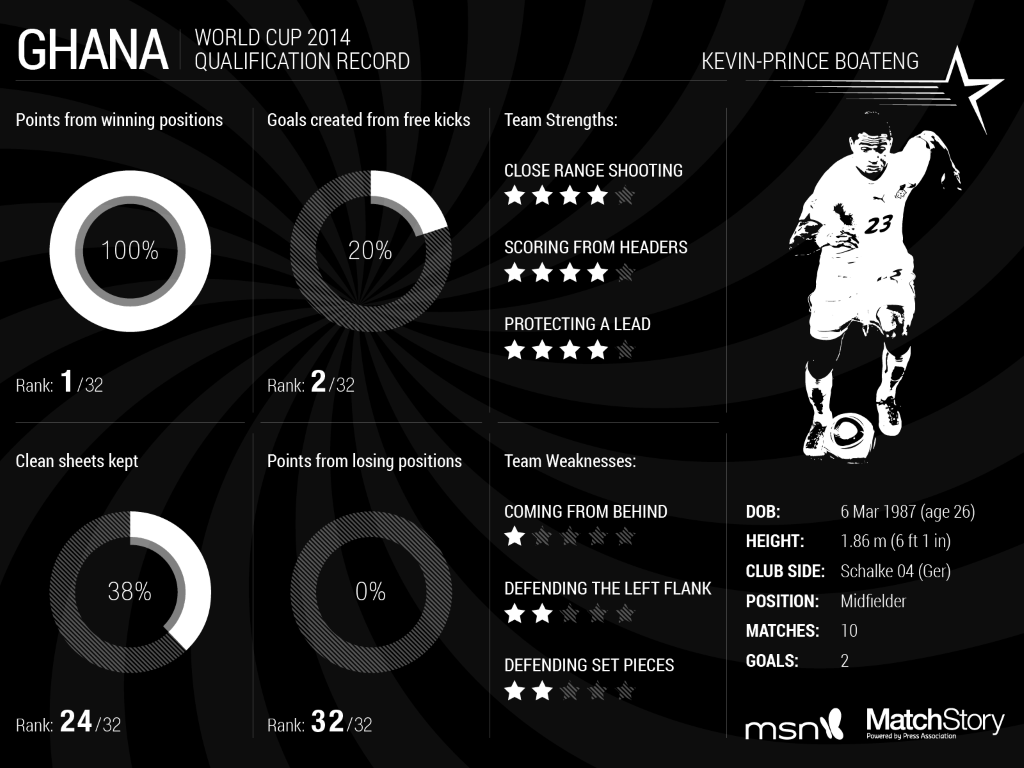 GHANA
WORLD CUP 2014
QUALIFICATION RECORD
KEVIN-PRINCE BOATENG
Points from winning positions
100%
Rank: 1/32
Goals created from free kicks
20%
Rank: 2/32
Team Strengths:
CLOSE RANGE SHOOTING
SCORING FROM HEADERS
PROTECTING A LEAD
23
Clean sheets kept
38%
Rank: 24/32
Points from losing positions
0%
Rank: 32/32
Team Weaknesses:
COMING FROM BEHIND
DEFENDING THE LEFT FLANK
DEFENDING SET PIECES
DOB: 6 Mar 1987 (age 26)
HEIGHT: 1.86 m (6 ft 1 in)
CLUB SIDE: Schalke 04 (Ger)
POSITION: Midfielder
MATCHES: 10
GOALS: 2
msn
MatchStory
Powered by Press Association